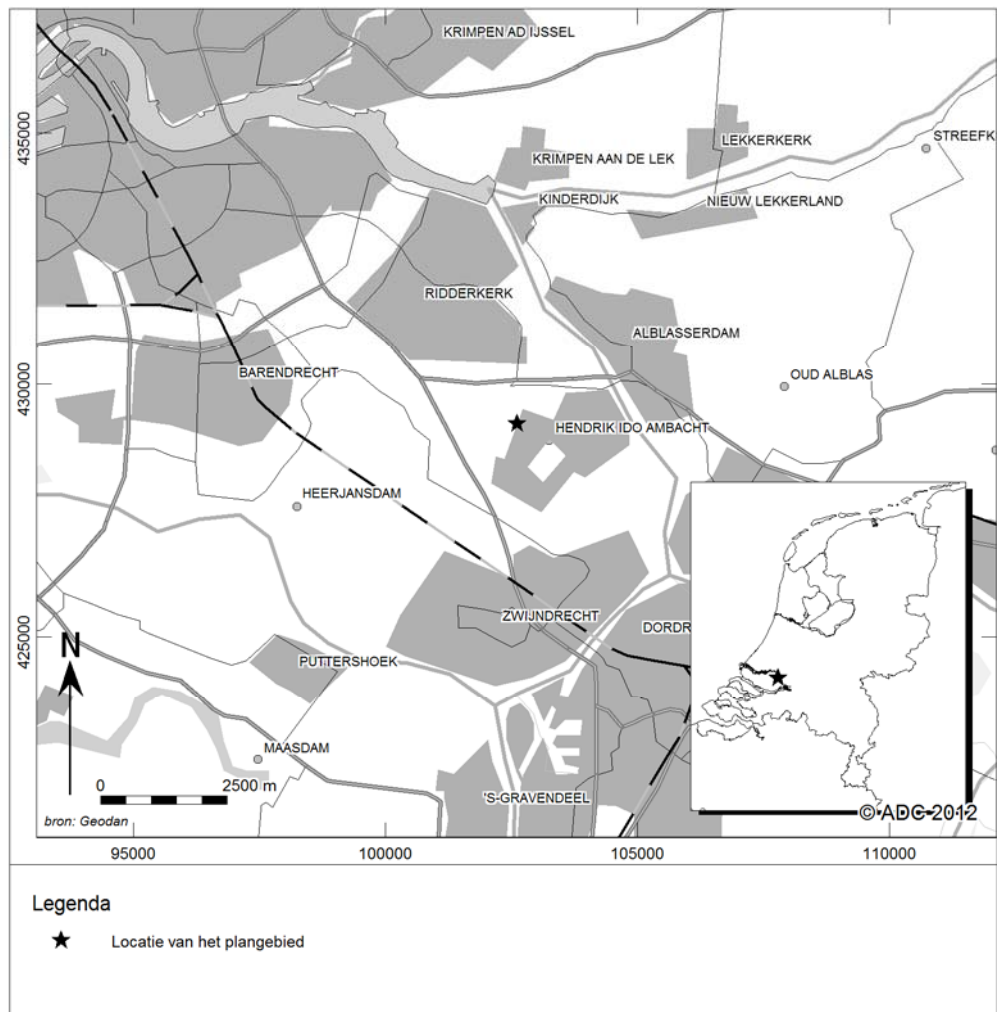 KRIMPEN AD IJSSEL
435000
LEKKERKERK
STREEFK
KRIMPEN AAN DE LEK
KINDERDIJK
NIEUW LEKKERLAND
RIDDERKERK
ALBLASSERDAM
BARENDRECHT
OUD ALBLAS
430000
HENDRIK IDO AMBACHT
HEERJANSDAM
ZWIJNDRECHT
DORDR
425000
N
PUTTERSHOEK
MAASDAM
0 2500 m
'S-GRAVENDEEL
bron: Geodan
© ADC 2012
95000 100000 105000 110000
Legenda
Locatie van het plangebied